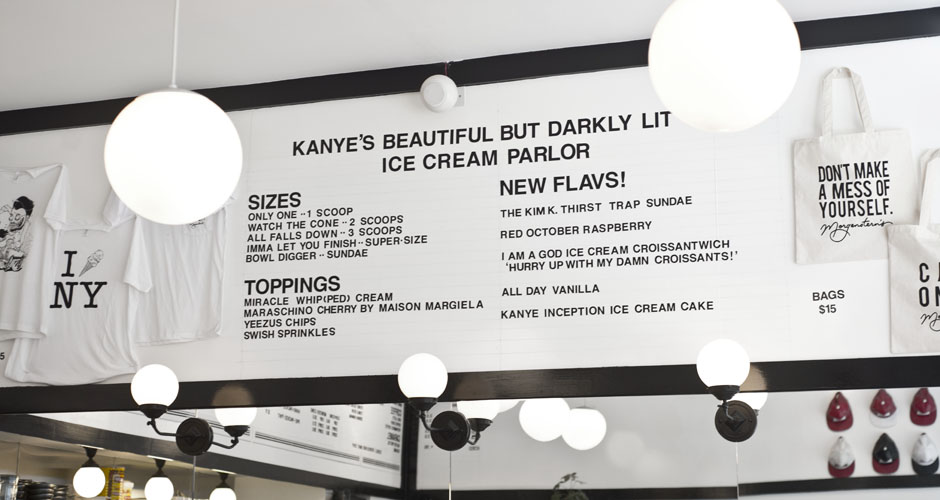 KANYE'S BEAUTIFUL BUT DARKLY LIT
ICE CREAM PARLOR
SIZES
ONLY ONE -- 1 SCOOP
WATCH THE CONE -- 2 SCOOPS
ALL FALLS DOWN -- 3 SCOOPS
IMMA LET YOU FINISH -- SUPER-SIZE
BOWL DIGGER -- SUNDAE
TOPPINGS
MIRACLE WHIP(PED) CREAM
MARASCHINO CHERRY BY MAISON MARGIELA
YEEZUS CHIPS
SWISH SPRINKLES
NEW FLAVS!
THE KIM K. THIRST TRAP SUNDAE
RED OCTOBER RASPBERRY
I AM A GOD ICE CREAM CROISSANTWICH
'HURRY UP WITH MY DAMN CROISSANTS!'
ALL DAY VANILLA
KANYE INCEPTION ICE CREAM CAKE
I
NY
DON'T MAKE
A MESS OF
YOURSELF.
Morgenstern's
BAGS
$15